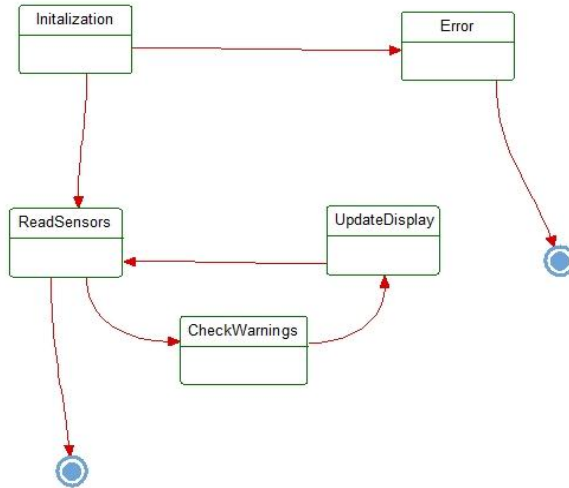 Initalization
Error
ReadSensors
UpdateDisplay
CheckWarnings